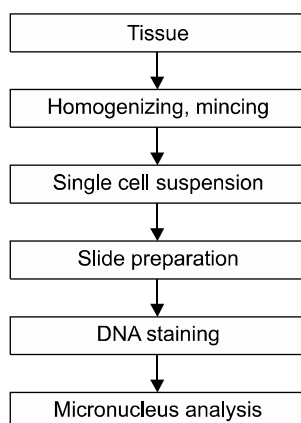 Tissue
Homogenizing, mincing
Single cell suspension
Slide preparation
DNA staining
Micronucleus analysis